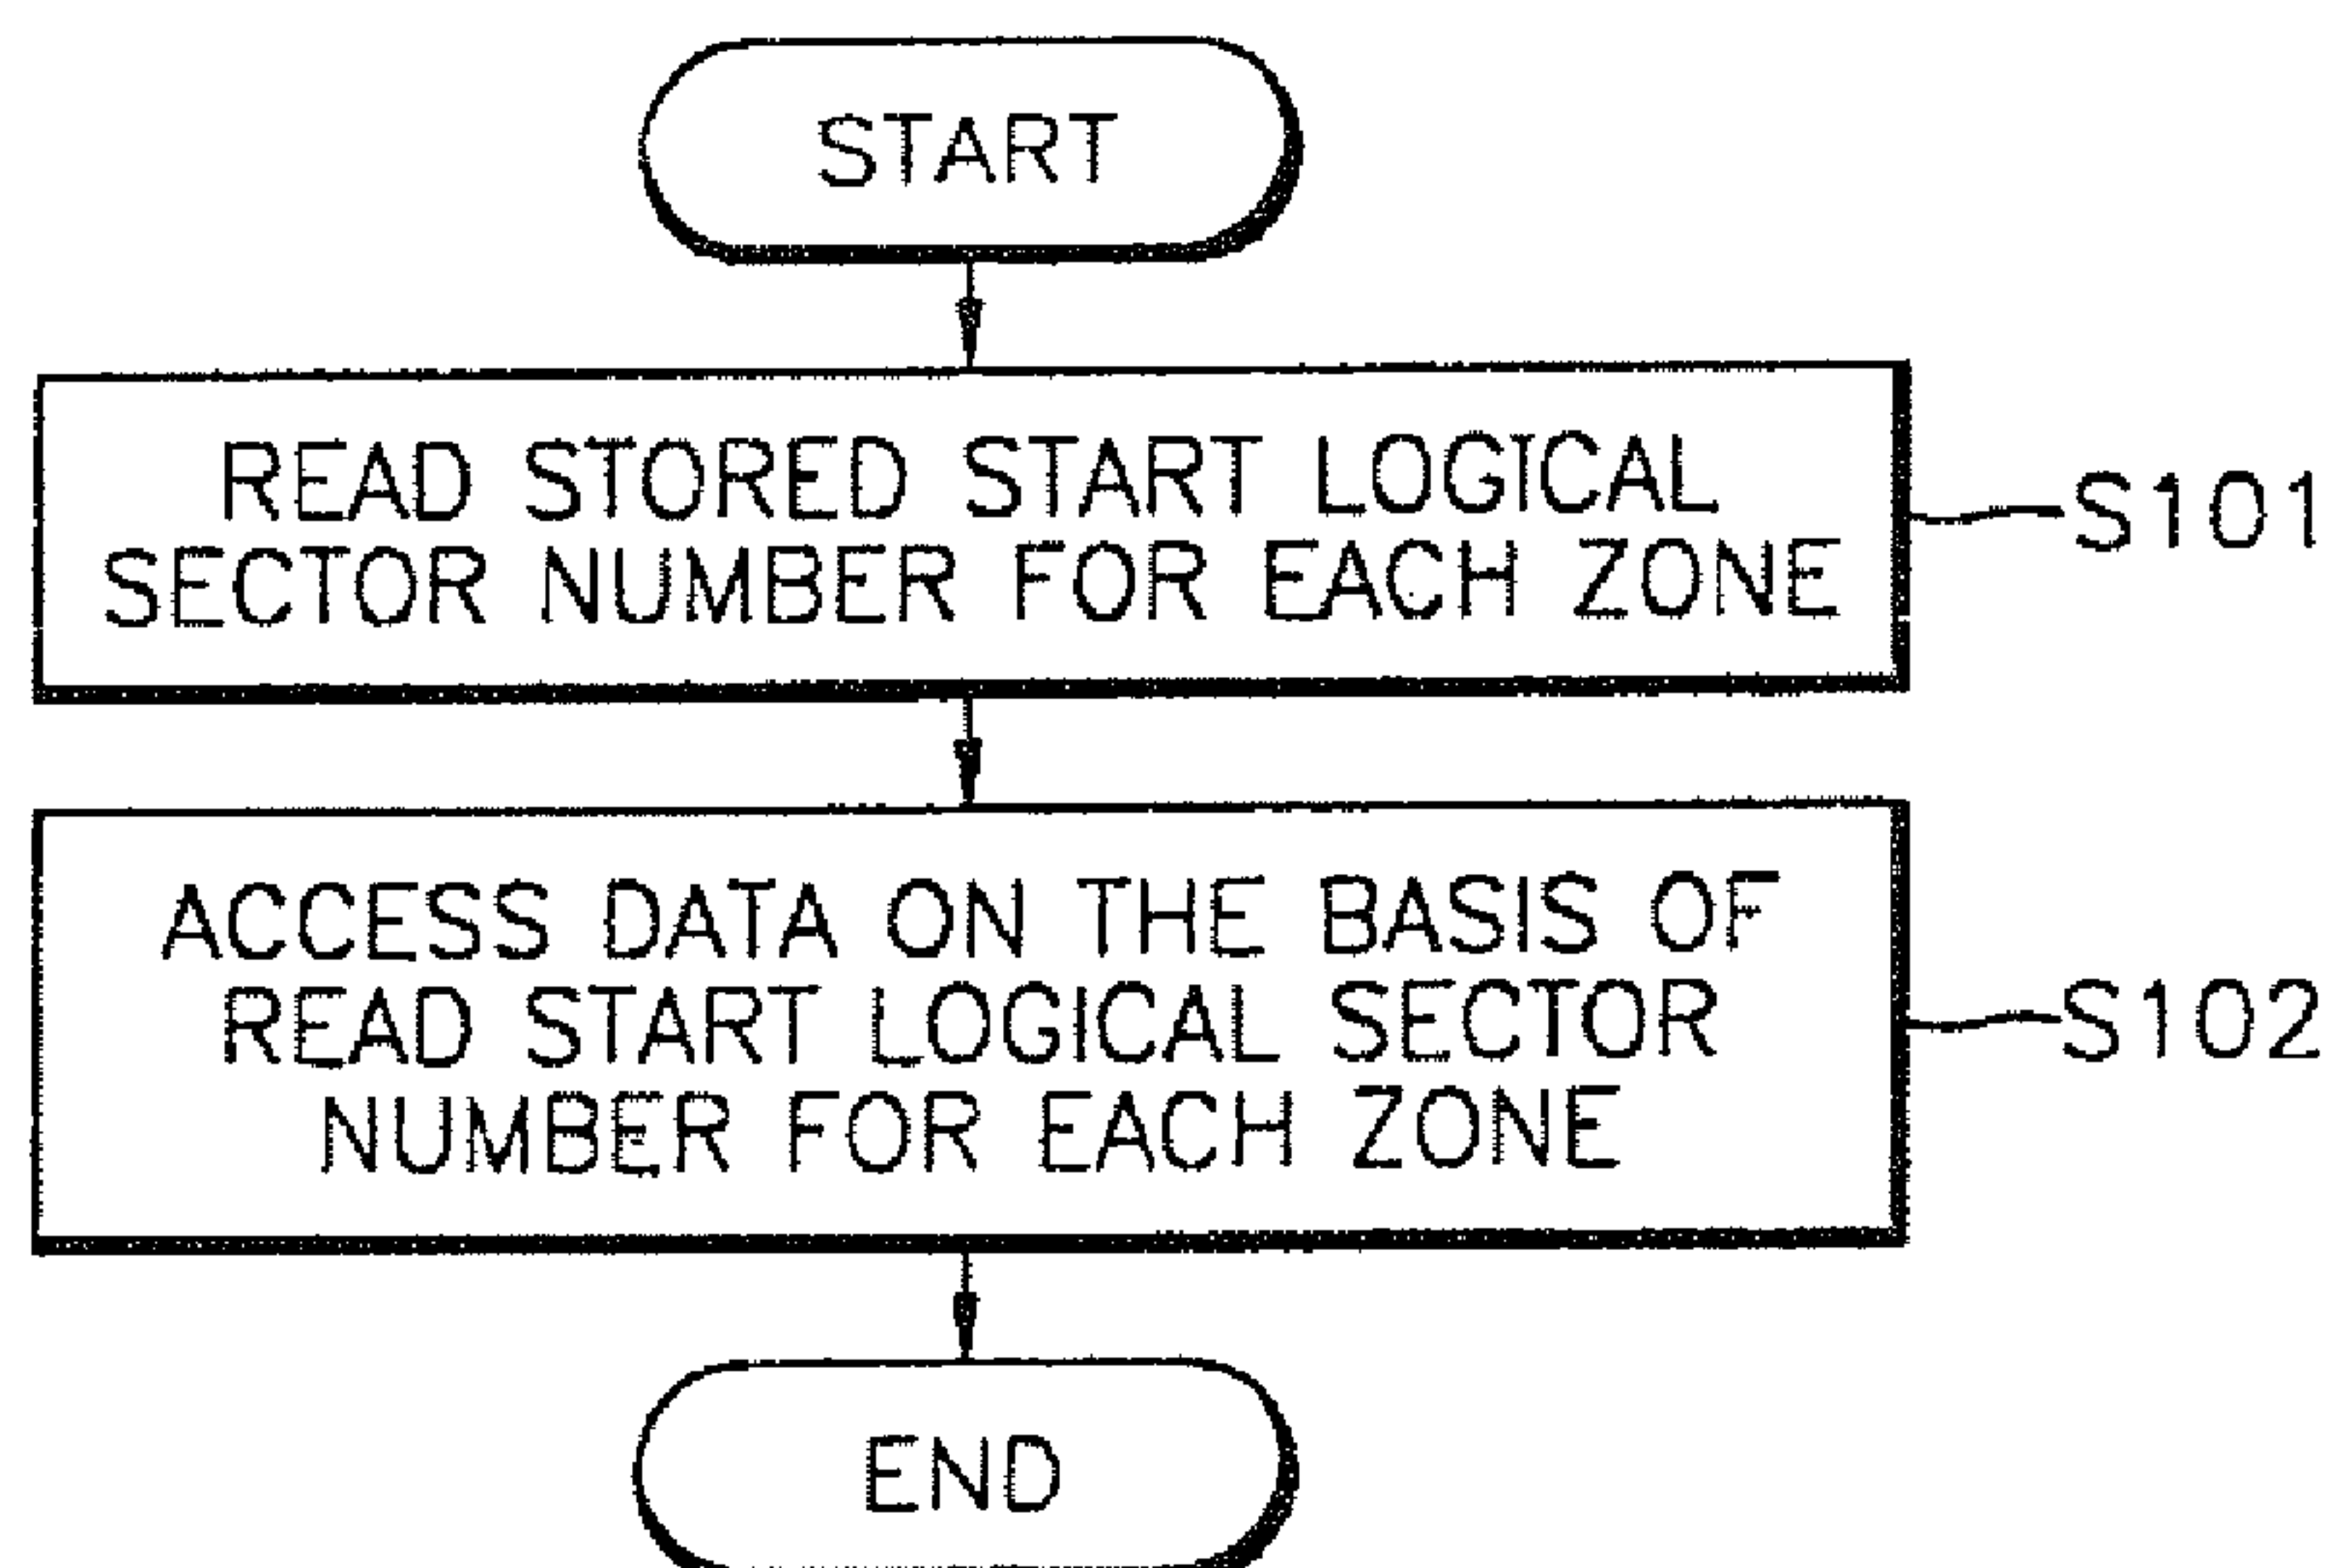 START
READ STORED START LOGICAL
SECTOR NUMBER FOR EACH ZONE
S101
ACCESS DATA ON THE BASIS OF
READ START LOGICAL SECTOR
NUMBER FOR EACH ZONE
S102
END